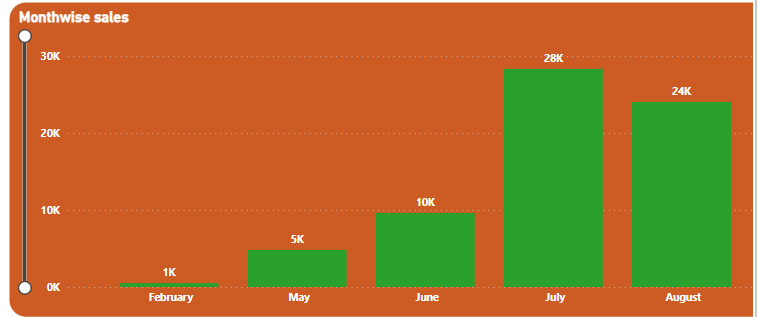 Monthwise sales
30K
20K
10K
0K
1K
5K
10K
28K
24K
February May June July August